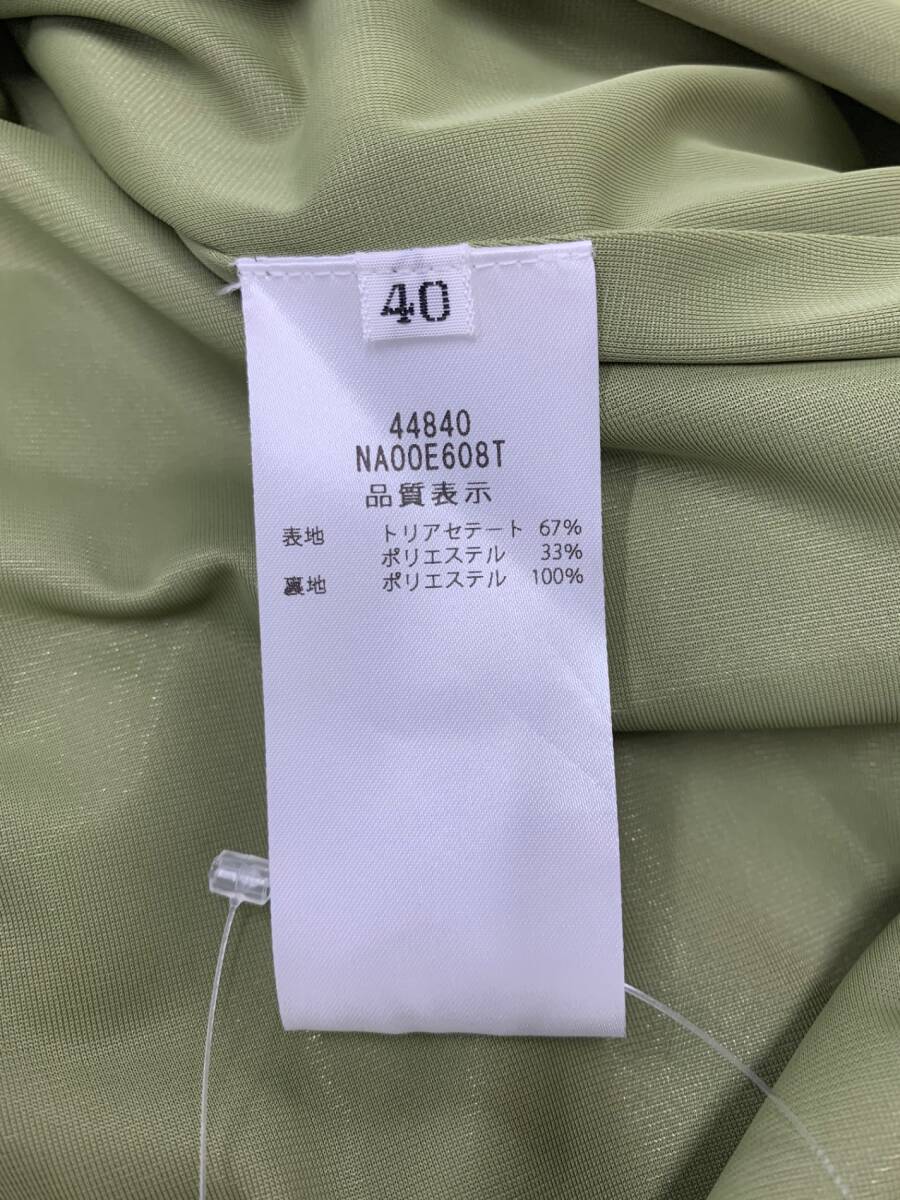 40
44840
NA00E608T
品質表示
表地 トリアセテート 67%
ポリエステル 33%
裏地 ポリエステル 100%